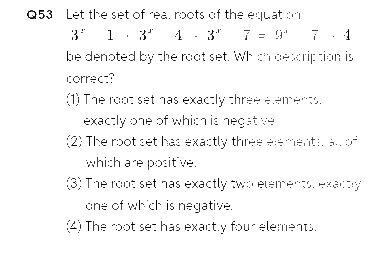 Q53 Let the set of real roots of the equation
3ˣ 1 · 3ˣ 4 · 3ˣ 7 = 9ˣ 7 · 4
be denoted by the root set. Which description is
correct?
(1) The root set has exactly three elements,
exactly one of which is negative
(2) The root set has exactly three elements, all of
which are positive.
(3) The root set has exactly two elements, exactly
one of which is negative.
(4) The root set has exactly four elements.